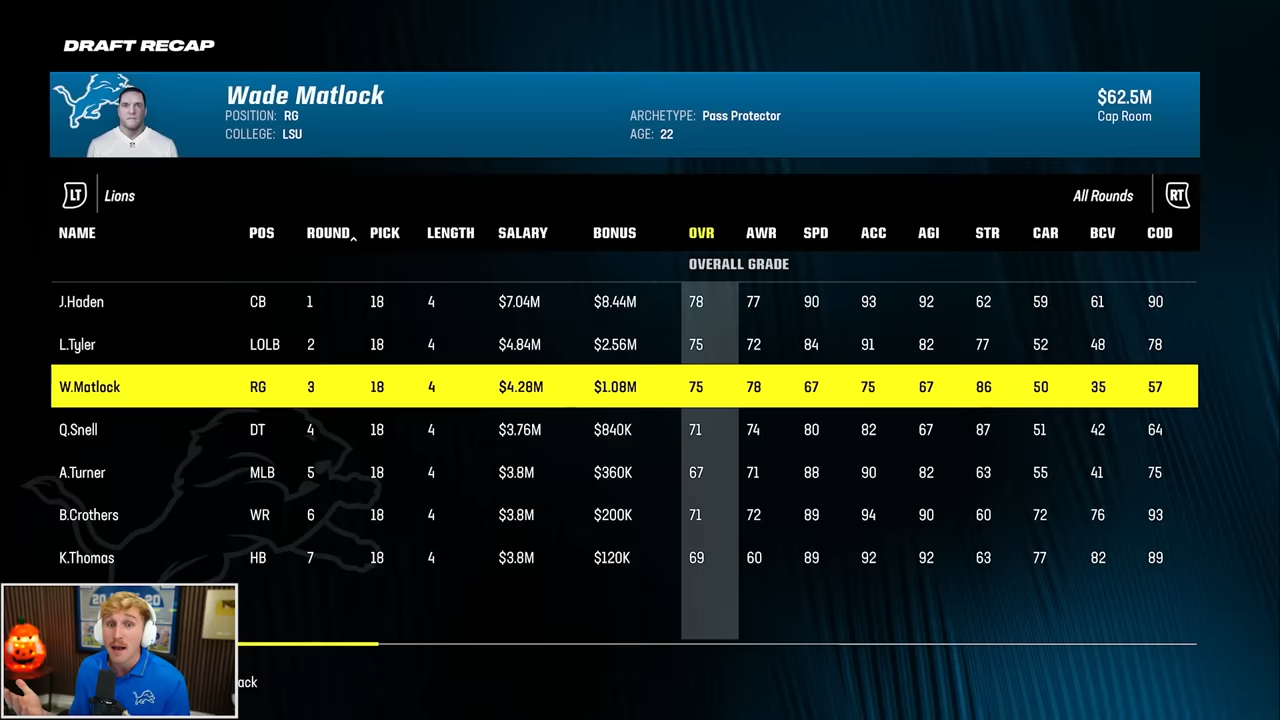 DRAFT RECAP
Wade Matlock
POSITION: RG
COLLEGE: LSU
ARCHETYPE: Pass Protector
AGE: 22
$62.5M
Cap Room
LT Lions All Rounds RT
NAME POS ROUND PICK LENGTH SALARY BONUS OVR AWR SPD ACC AGI STR CAR BCV COD
OVERALL GRADE
J.Haden CB 1 18 4 $7.04M $8.44M 78 77 90 93 92 62 59 61 90
L.Tyler LOLB 2 18 4 $4.84M $2.56M 75 72 84 91 82 77 52 48 78
W.Matlock RG 3 18 4 $4.28M $1.08M 75 78 67 75 67 86 50 35 57
Q.Snell DT 4 18 4 $3.76M $840K 71 74 80 82 67 87 51 42 64
A.Turner MLB 5 18 4 $3.8M $360K 67 71 88 90 82 63 55 41 75
B.Crothers WR 6 18 4 $3.8M $200K 71 72 89 94 90 60 72 76 93
K.Thomas HB 7 18 4 $3.8M $120K 69 60 89 92 92 63 77 82 89